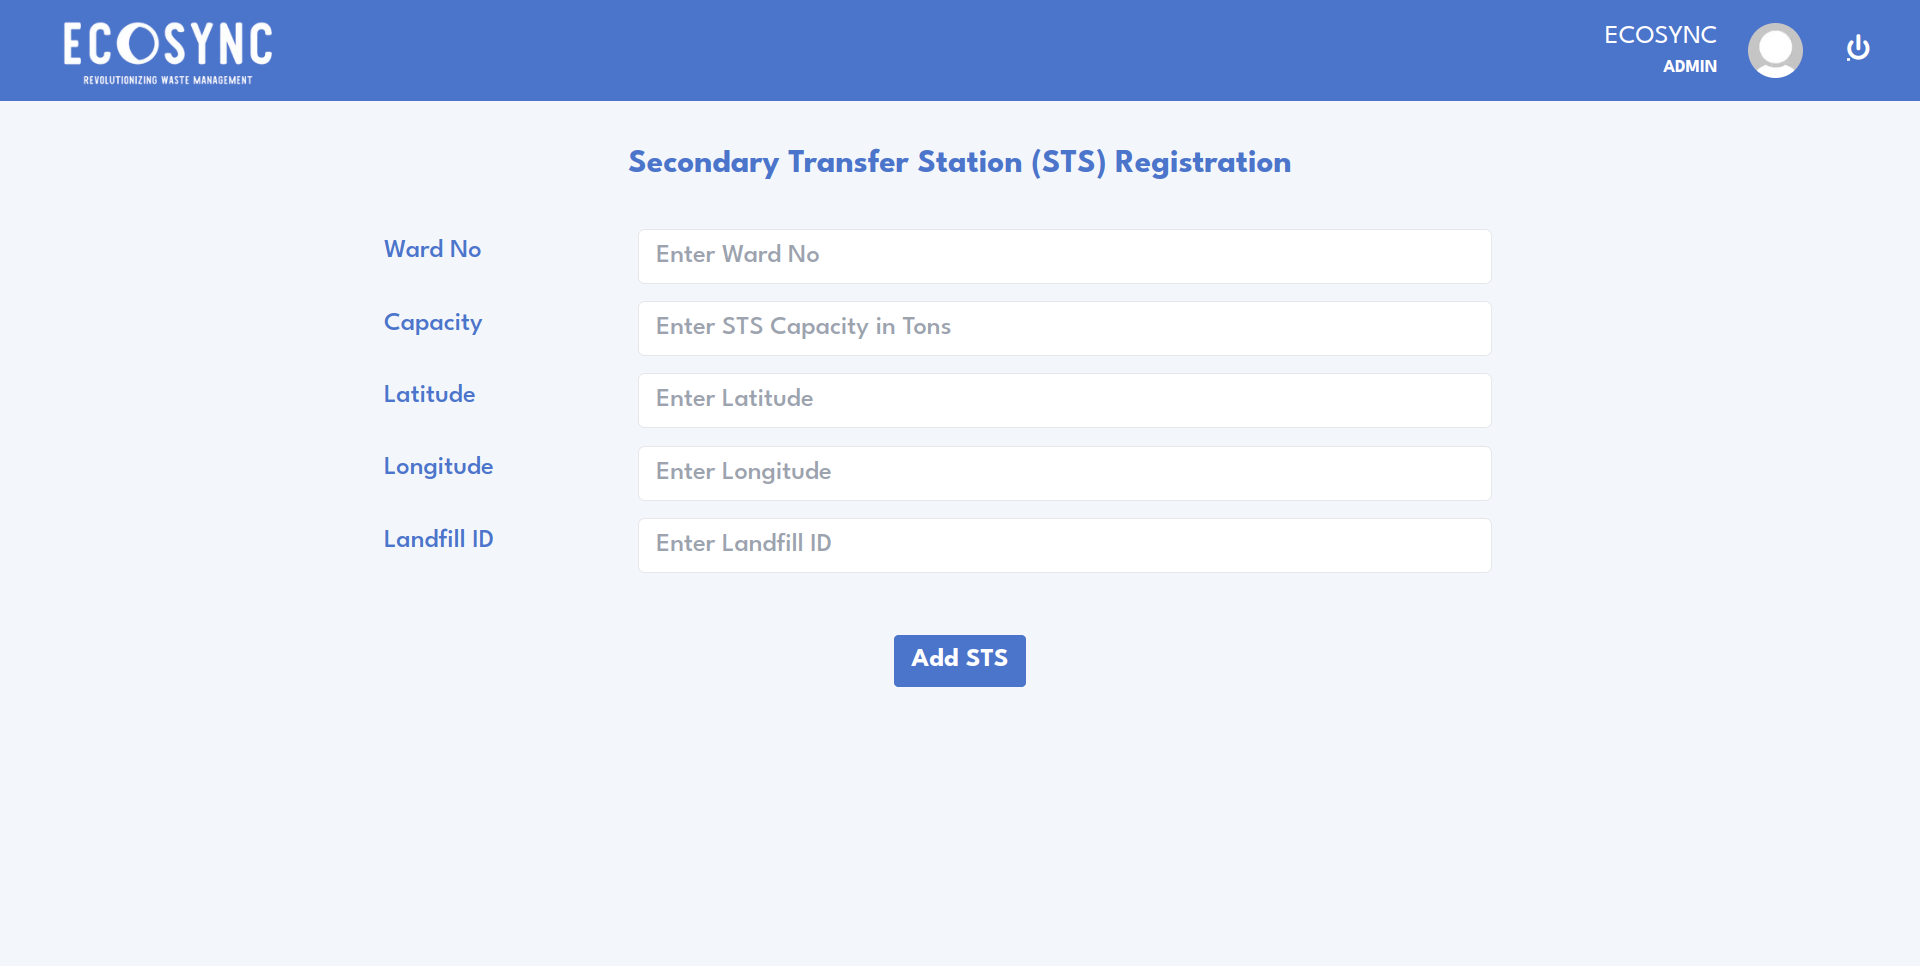 ECOSYNC
REVOLUTIONIZING WASTE MANAGEMENT
ECOSYNC
ADMIN
Secondary Transfer Station (STS) Registration
Ward No
Enter Ward No
Capacity
Enter STS Capacity in Tons
Latitude
Enter Latitude
Longitude
Enter Longitude
Landfill ID
Enter Landfill ID
Add STS